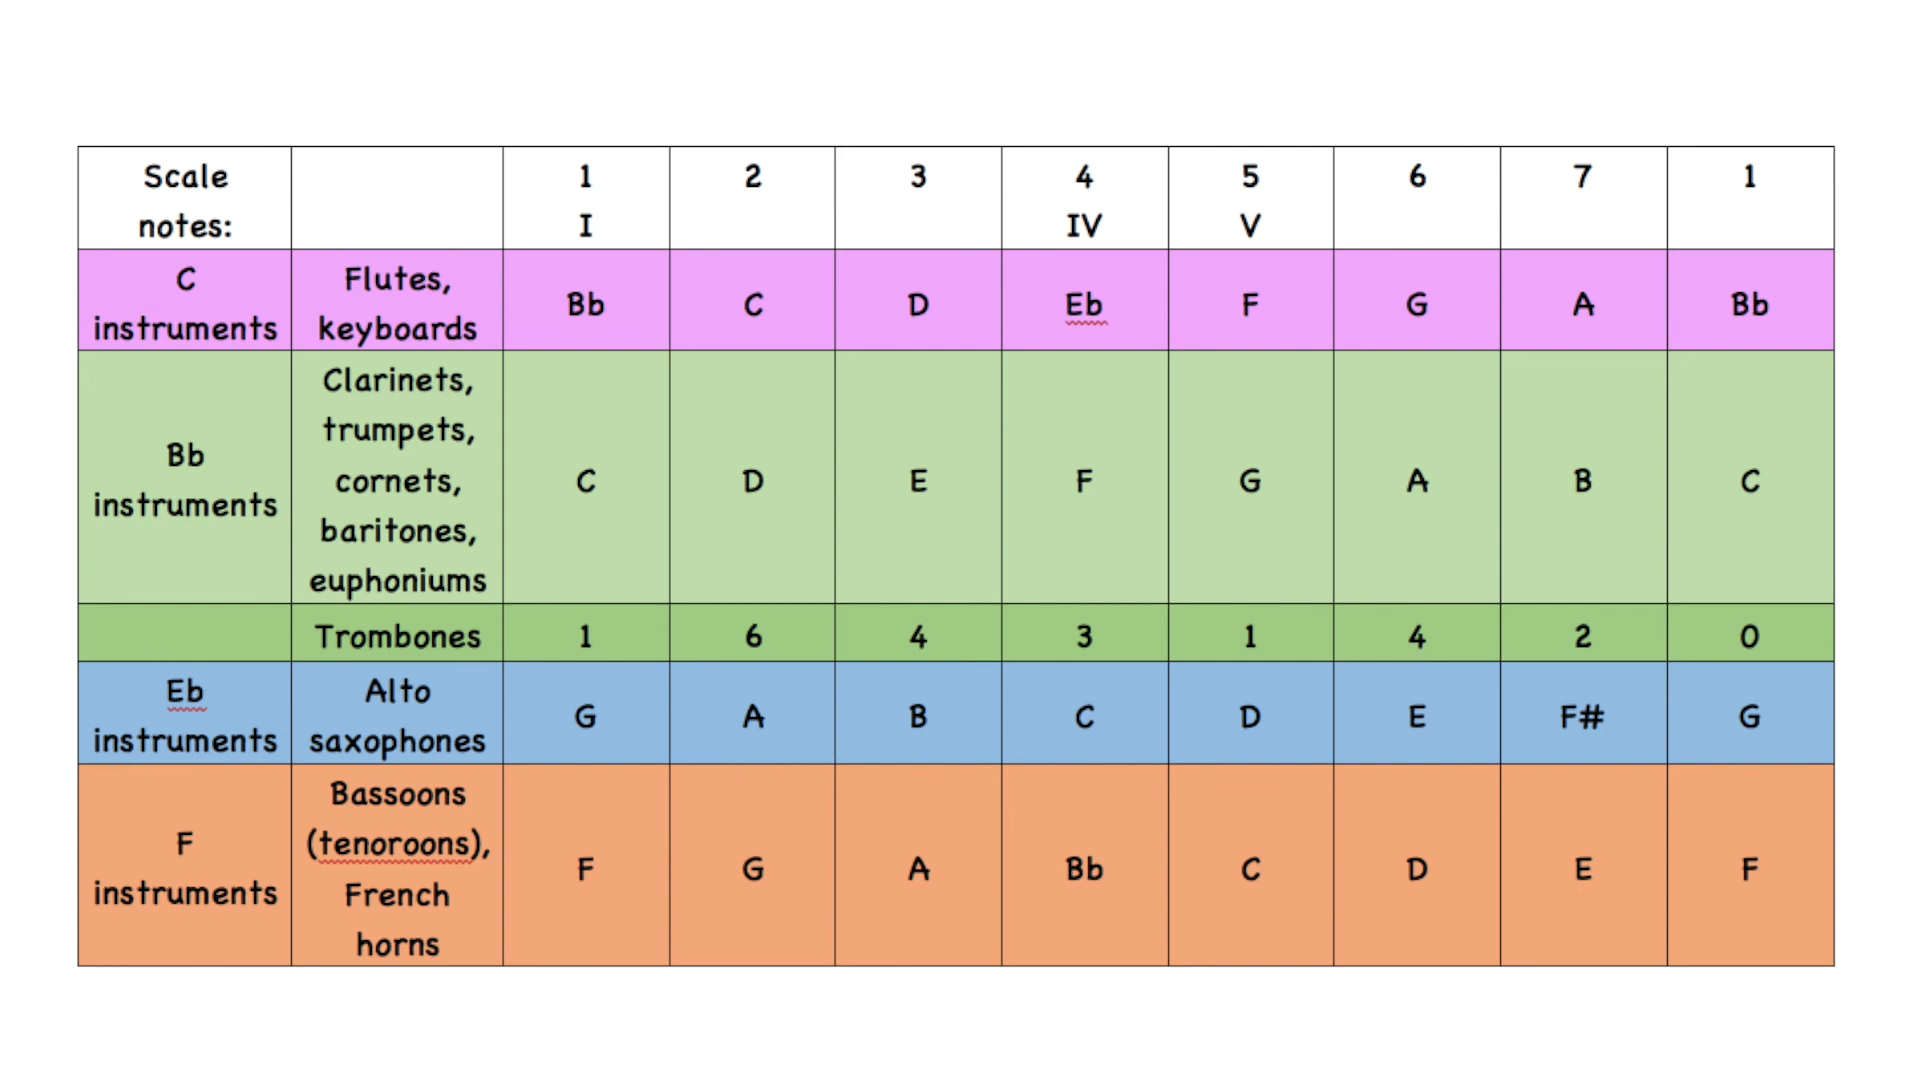 Scale notes: 1 I 2 3 4 IV 5 V 6 7 1
C instruments Flutes, keyboards Bb C D Eb F G A Bb
Bb instruments Clarinets, trumpets, cornets, baritones, euphoniums C D E F G A B C
Trombones 1 6 4 3 1 4 2 0
Eb instruments Alto saxophones G A B C D E F# G
F instruments Bassoons (tenoroons), French horns F G A Bb C D E F